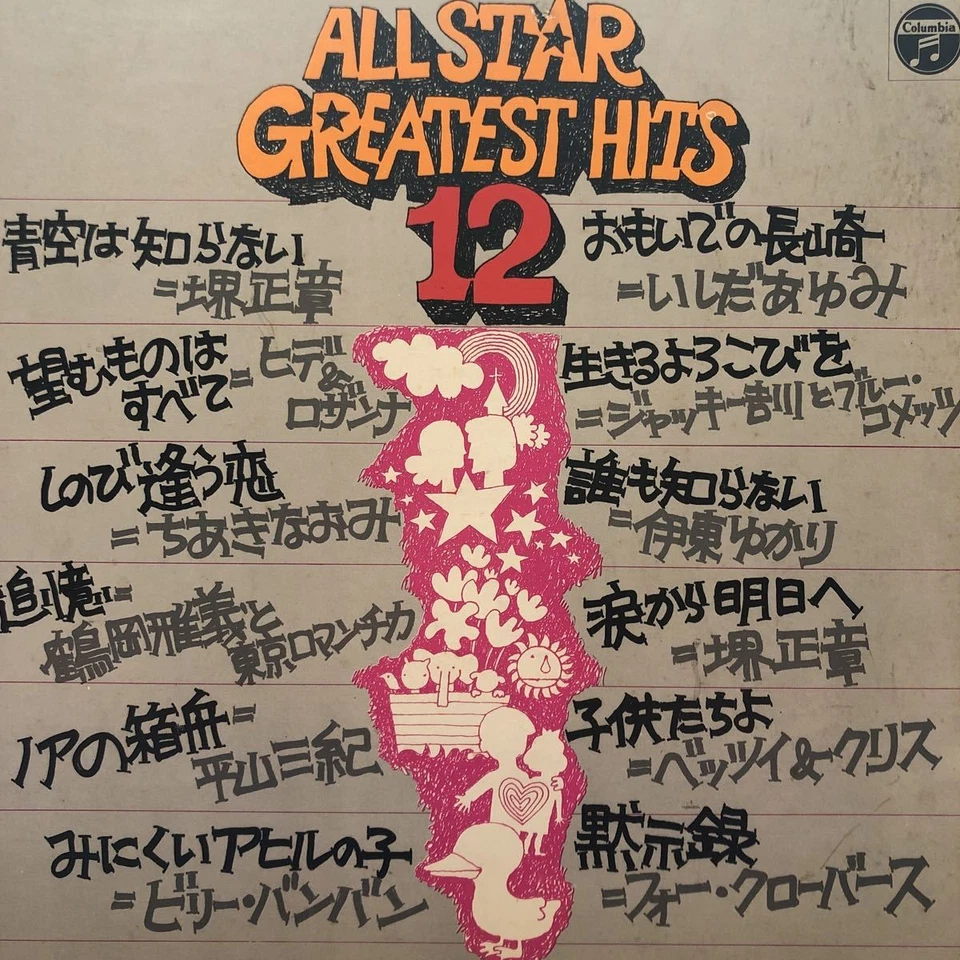 ALL STAR
GREATEST HITS
12
Columbia
青空は知らない
=堺正章
望むものは
すべて=
ヒデ
&
ロザンナ
しのび逢う恋
=ちあきなおみ
追憶=
鶴岡雅義と
東京ロマンチカ
ノアの箱舟=
平山三紀
みにくいアヒルの子
=ビリー・バンバン
おもいでの長崎
=いしだあゆみ
生きるよろこびを
=ジャッキー吉川とブルー・
コメッツ
誰も知らない
=伊東ゆかり
涙から明日へ
=堺正章
子供たちよ
=ベッツイ&クリス
黙示録
=フォー・クローバース